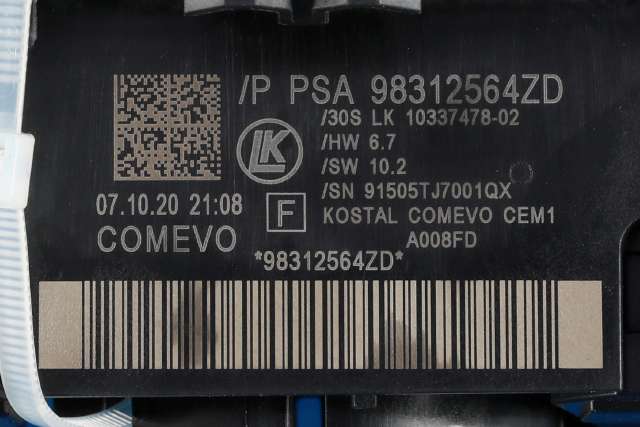 /P PSA 98312564ZD
/30S LK 10337478-02
LK
/HW 6.7
/SW 10.2
/SN 91505TJ7001QX
07.10.20 21:08
F
KOSTAL COMEVO CEM1
COMEVO
A008FD
*98312564ZD*